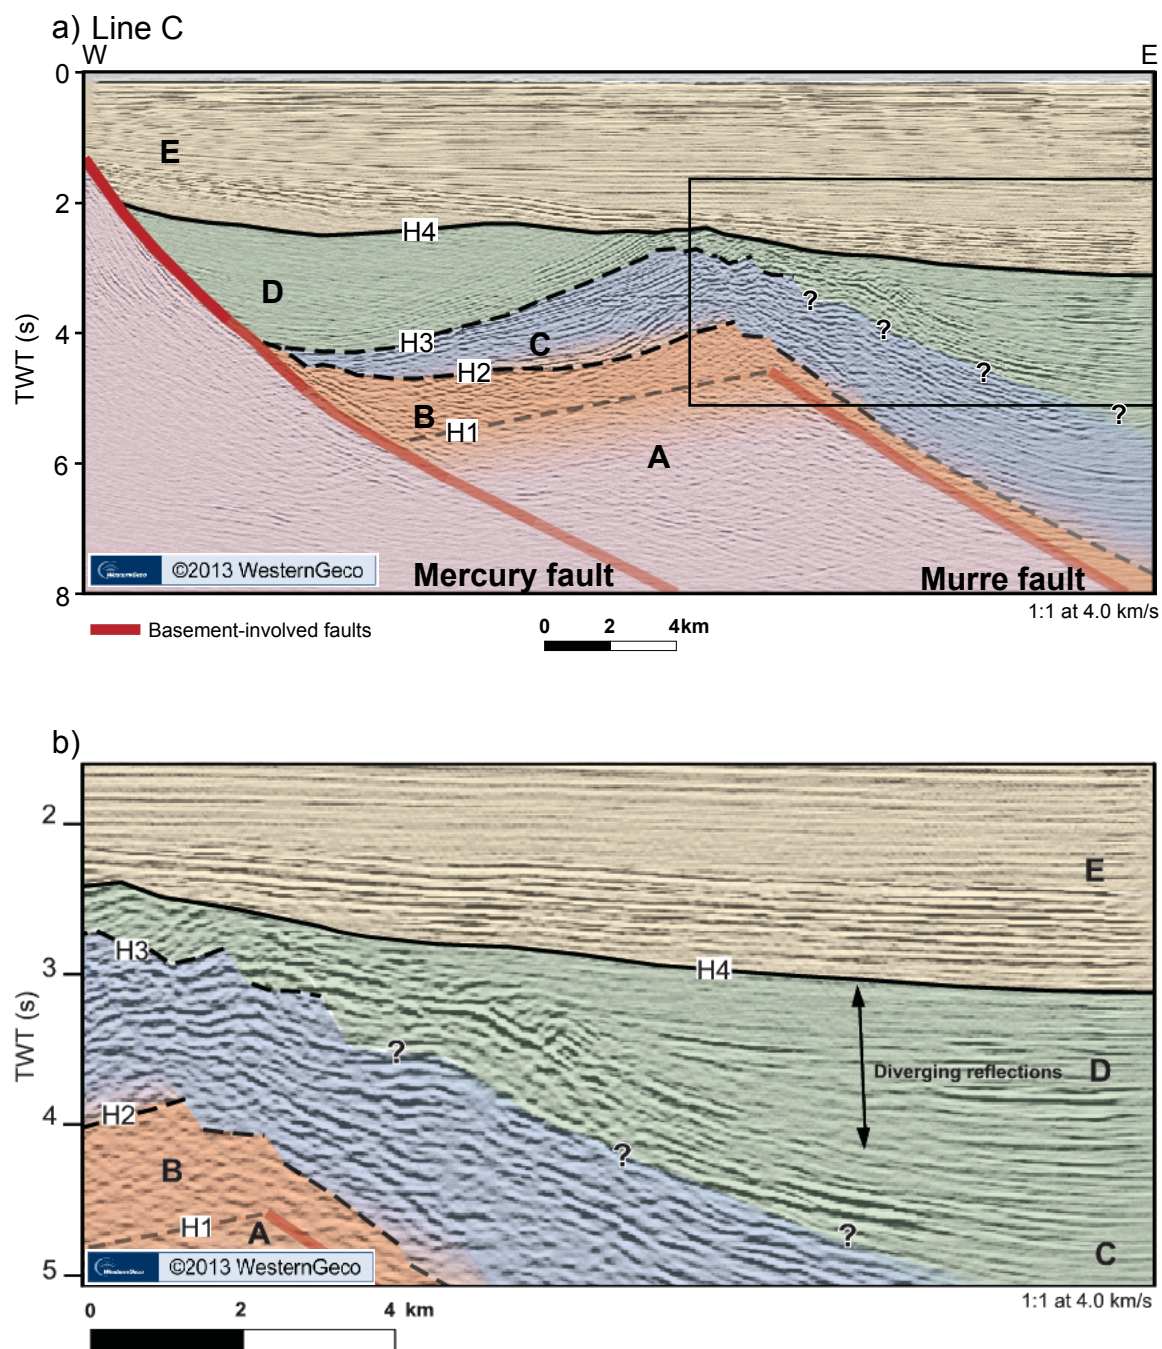 a) Line C
W E
0
E
2
H4
D
?
TWT (s)
4
H3
C
?
H2
?
B
H1
?
A
6
WesternGeco ©2013 WesternGeco
Mercury fault
Murre fault
8
1:1 at 4.0 km/s
Basement-involved faults
0 2 4km
b)
2
E
H3
3
H4
TWT (s)
?
Diverging reflections D
H2
4
?
B
H1
A
?
C
WesternGeco ©2013 WesternGeco
5
1:1 at 4.0 km/s
0 2 4 km